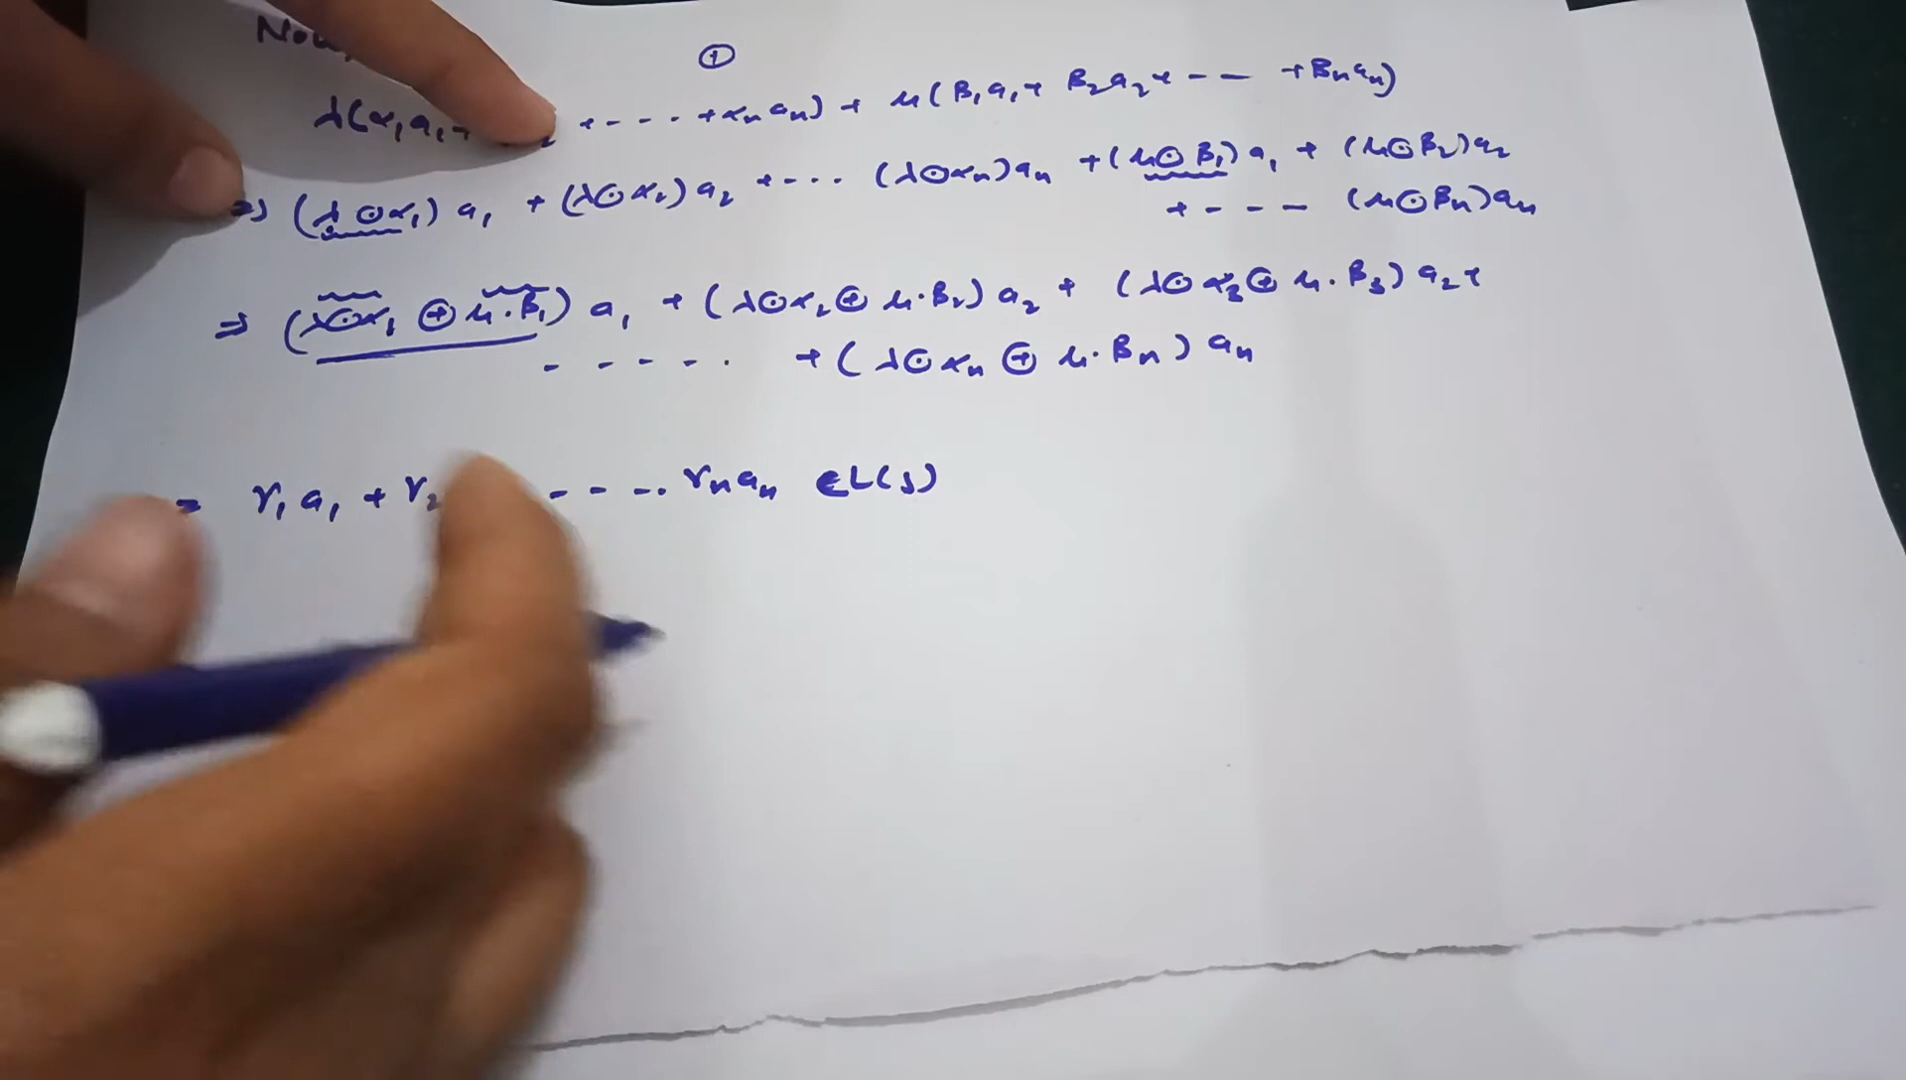 ①
λ(α₁a₁+ ₂ +---- +αₙaₙ) + μ(β₁a₁+ β₂a₂+ -- — +βₙaₙ)
⇒ (λ⊙α₁) a₁ + (λ⊙α₂) a₂ +--- (λ⊙αₙ)aₙ +(μ⊙β₁)a₁ + (μ⊙β₂)a₂
+ - - — (μ⊙βₙ)aₙ
⇒ (λ⊙α₁ ⊕ μ.β₁) a₁ + (λ⊙α₂⊕ μ.β₂) a₂ + (λ⊙α₃⊕ μ.β₃) a₂+
- - - - - . + (λ⊙αₙ ⊕ μ.βₙ) aₙ
= γ₁a₁ + γ₂ - - -. γₙaₙ ∈L(s)